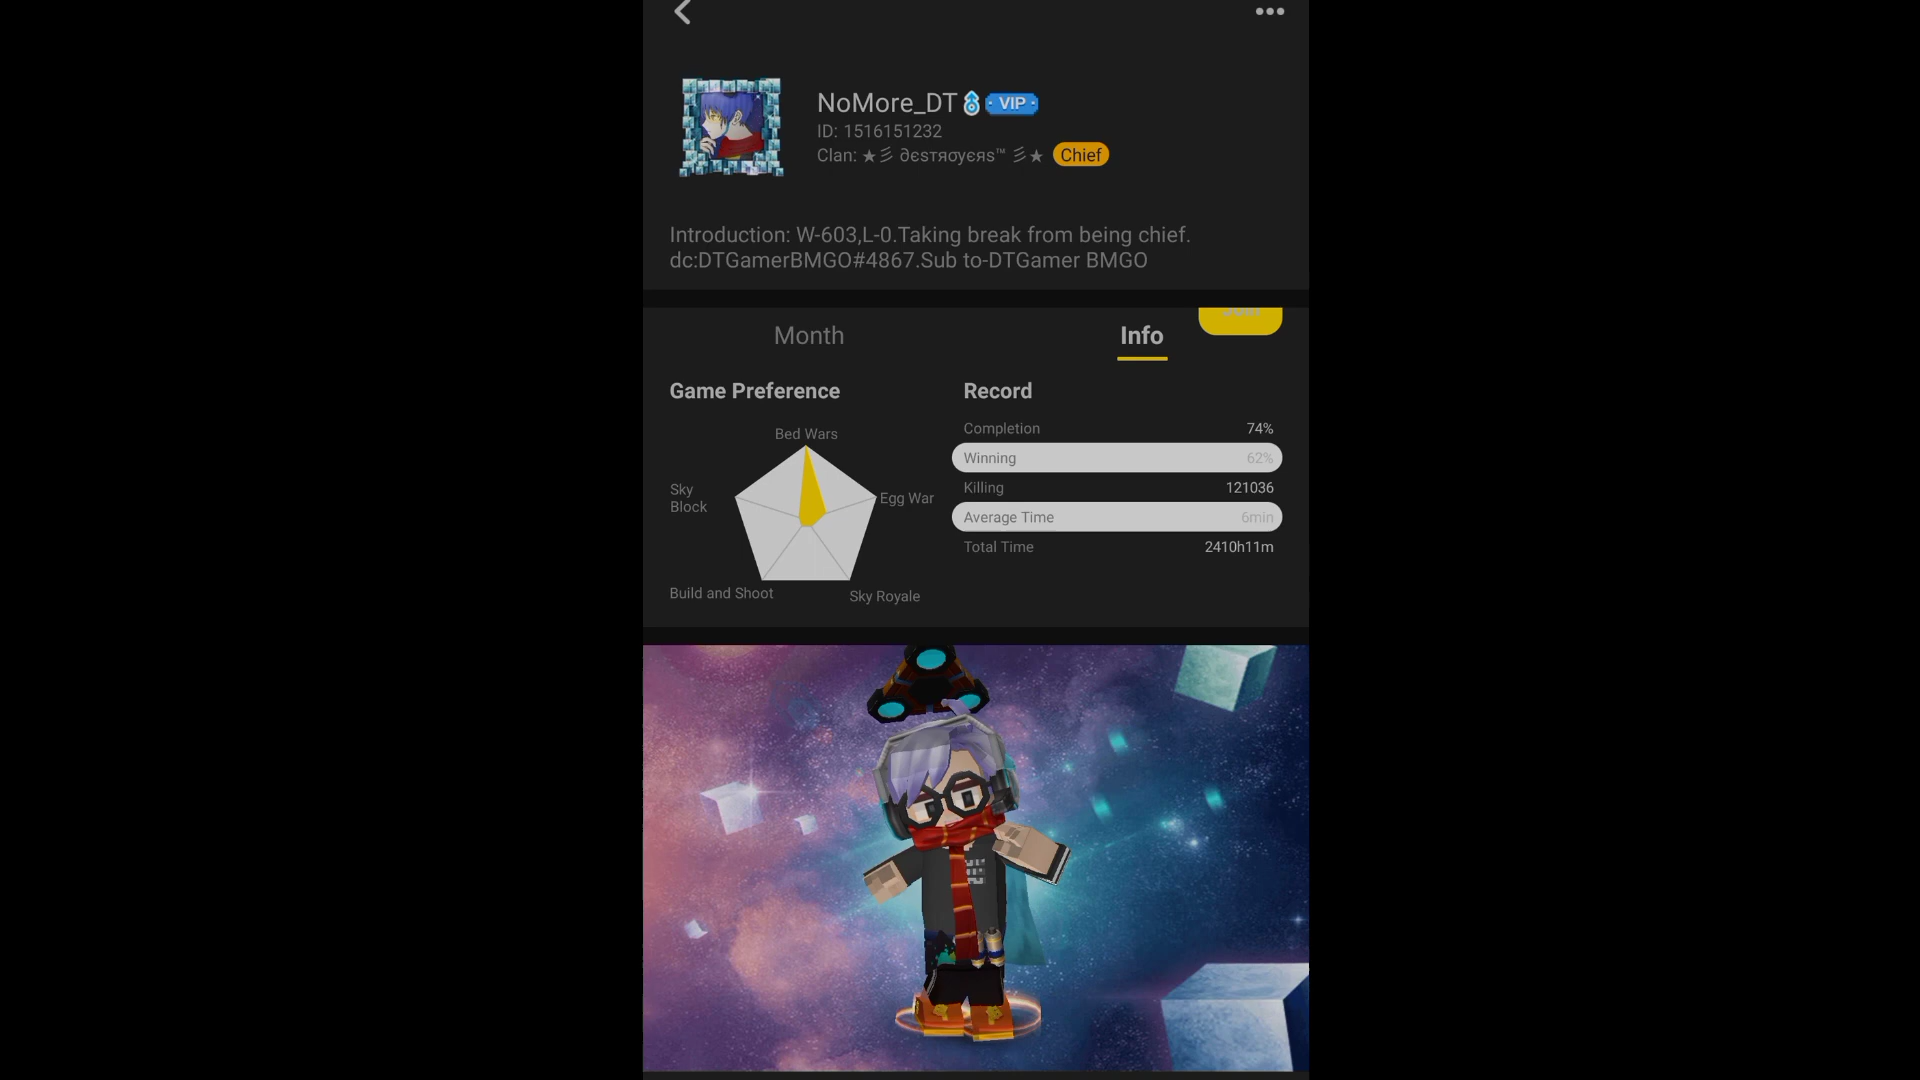 NoMore_DT VIP
ID: 1516151232
Clan: ★彡 ∂єѕтяσуєяѕ™ 彡★ Chief
Introduction: W-603,L-0.Taking break from being chief.
dc:DTGamerBMGO#4867.Sub to-DTGamer BMGO
Month Info
Game Preference
Bed Wars
Sky
Block
Egg War
Build and Shoot
Sky Royale
Record
Completion 74%
Winning 62%
Killing 121036
Average Time 6min
Total Time 2410h11m